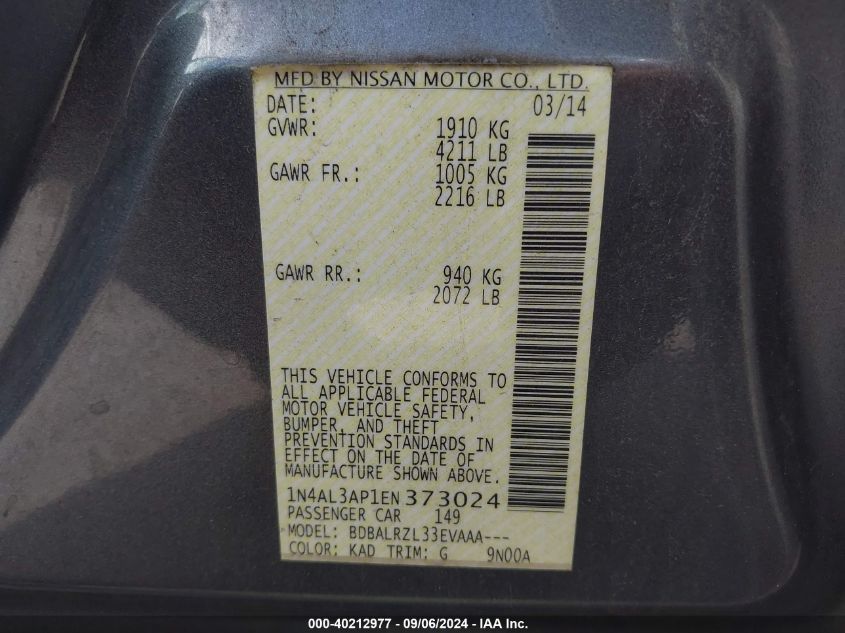 MFD BY NISSAN MOTOR CO., LTD.
DATE: 03/14
GVWR: 1910 KG
4211 LB
GAWR FR.: 1005 KG
2216 LB
GAWR RR.: 940 KG
2072 LB
THIS VEHICLE CONFORMS TO
ALL APPLICABLE FEDERAL
MOTOR VEHICLE SAFETY,
BUMPER, AND THEFT
PREVENTION STANDARDS IN
EFFECT ON THE DATE OF
MANUFACTURE SHOWN ABOVE.
1N4AL3AP1EN373024
PASSENGER CAR 149
MODEL: BDBALRZL33EVAAA---
COLOR: KAD TRIM: G 9N00A
000-40212977 - 09/06/2024 - IAA Inc.